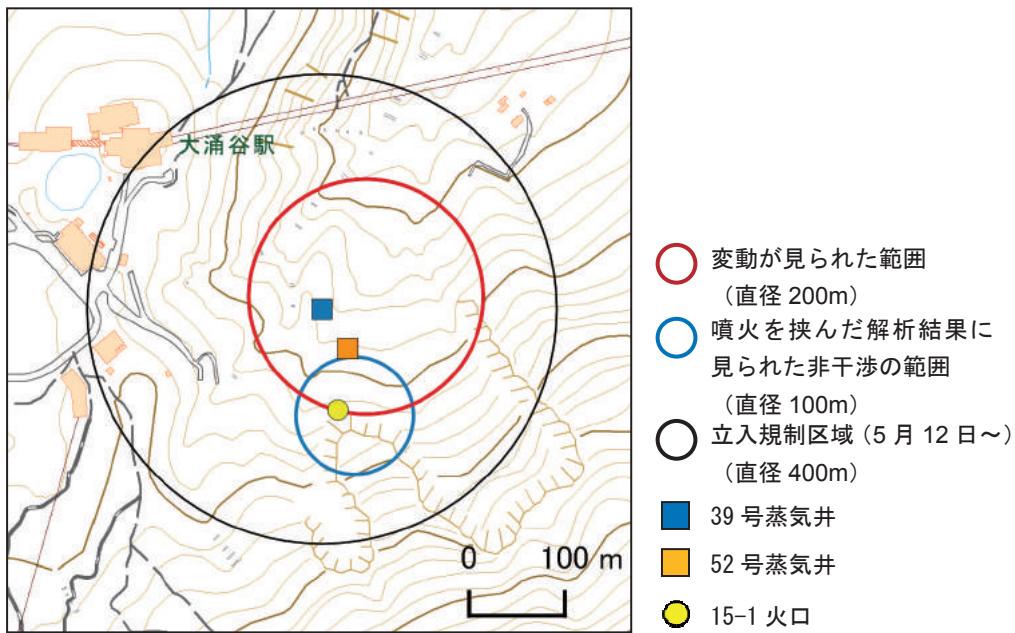 大涌谷駅
0 100 m
変動が見られた範囲
（直径 200m）
噴火を挟んだ解析結果に
見られた非干渉の範囲
（直径 100m）
立入規制区域（5 月 12 日～）
（直径 400m）
39 号蒸気井
52 号蒸気井
15-1 火口